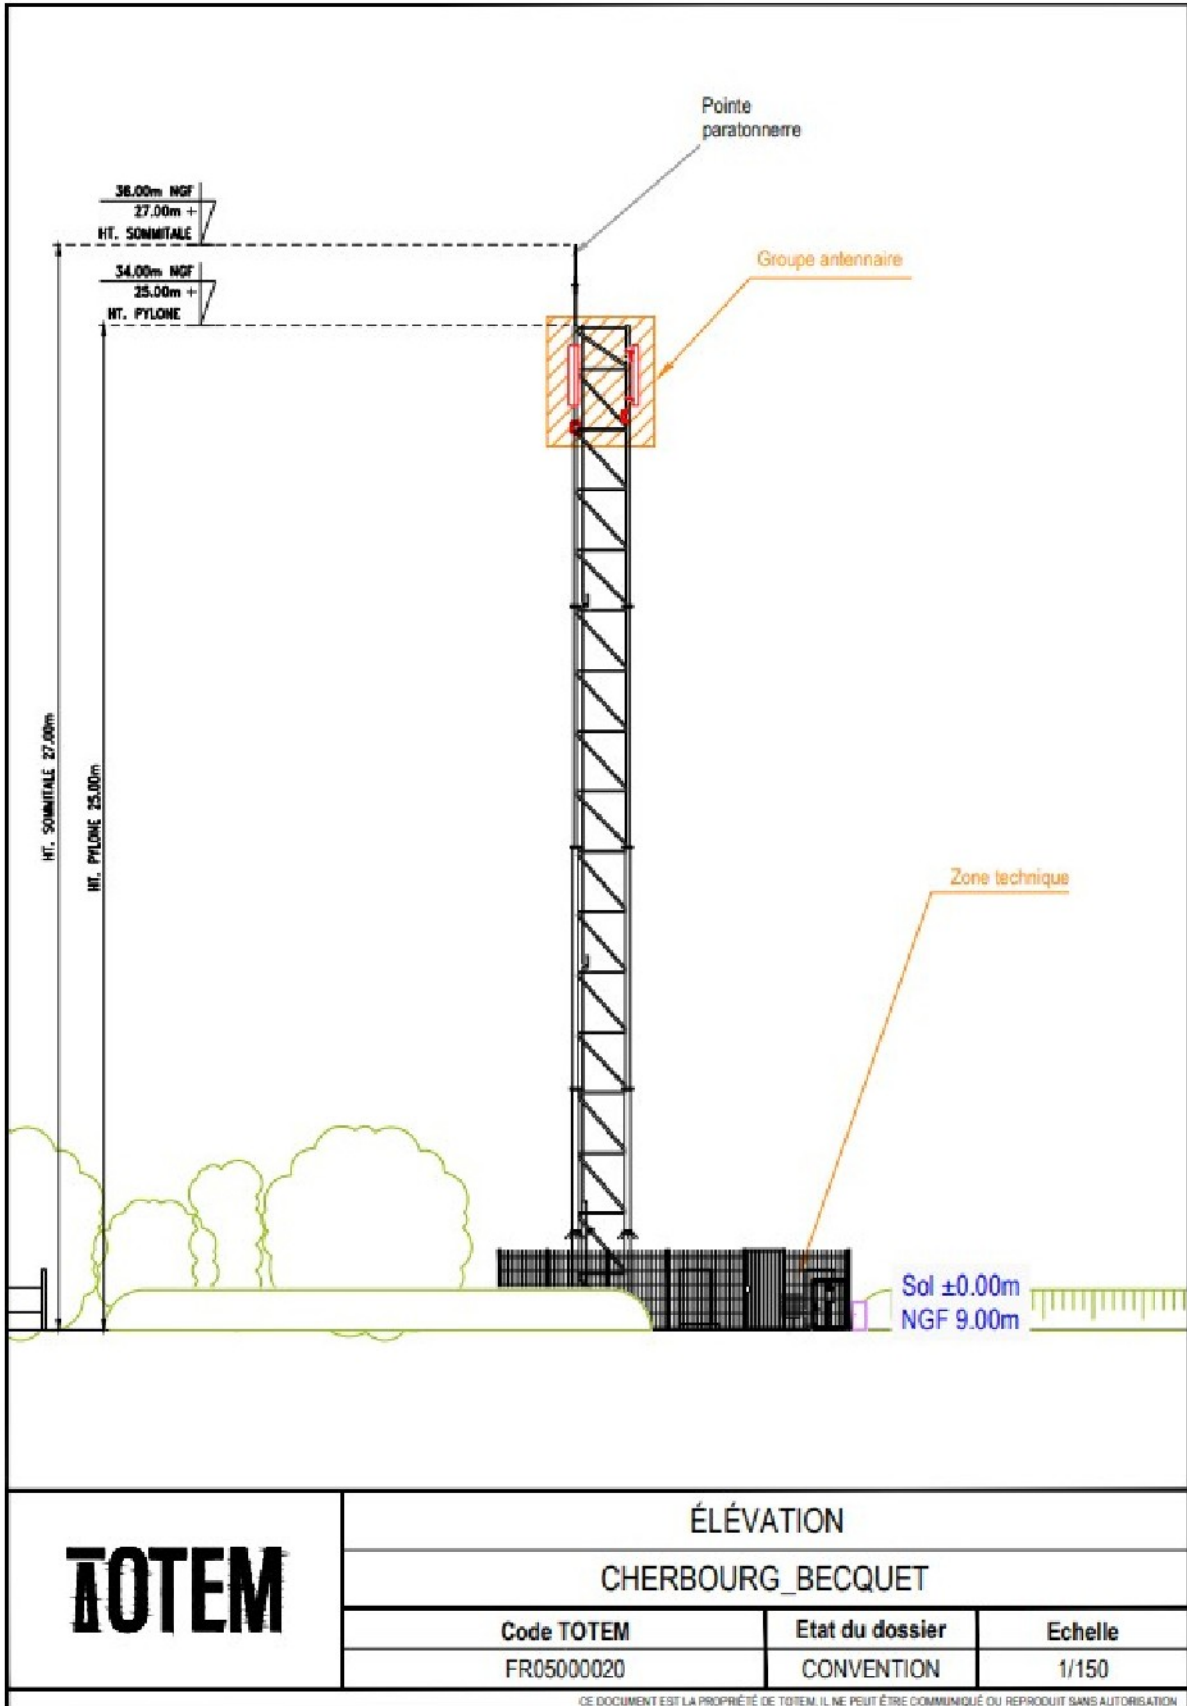 Pointe
paratonnerre
36.00m NGF
27.00m +
HT. SOMMITALE
34.00m NGF
25.00m +
HT. PYLONE
Groupe antennaire
HT. SOMMITALE 27.00m
HT. PYLONE 25.00m
Zone technique
Sol ±0.00m
NGF 9.00m
TOTEM
ÉLÉVATION
CHERBOURG_BECQUET
Code TOTEM
Etat du dossier
Echelle
FR05000020
CONVENTION
1/150
CE DOCUMENT EST LA PROPRIÉTÉ DE TOTEM, IL NE PEUT ÊTRE COMMUNIQUÉ OU REPRODUIT SANS AUTORISATION